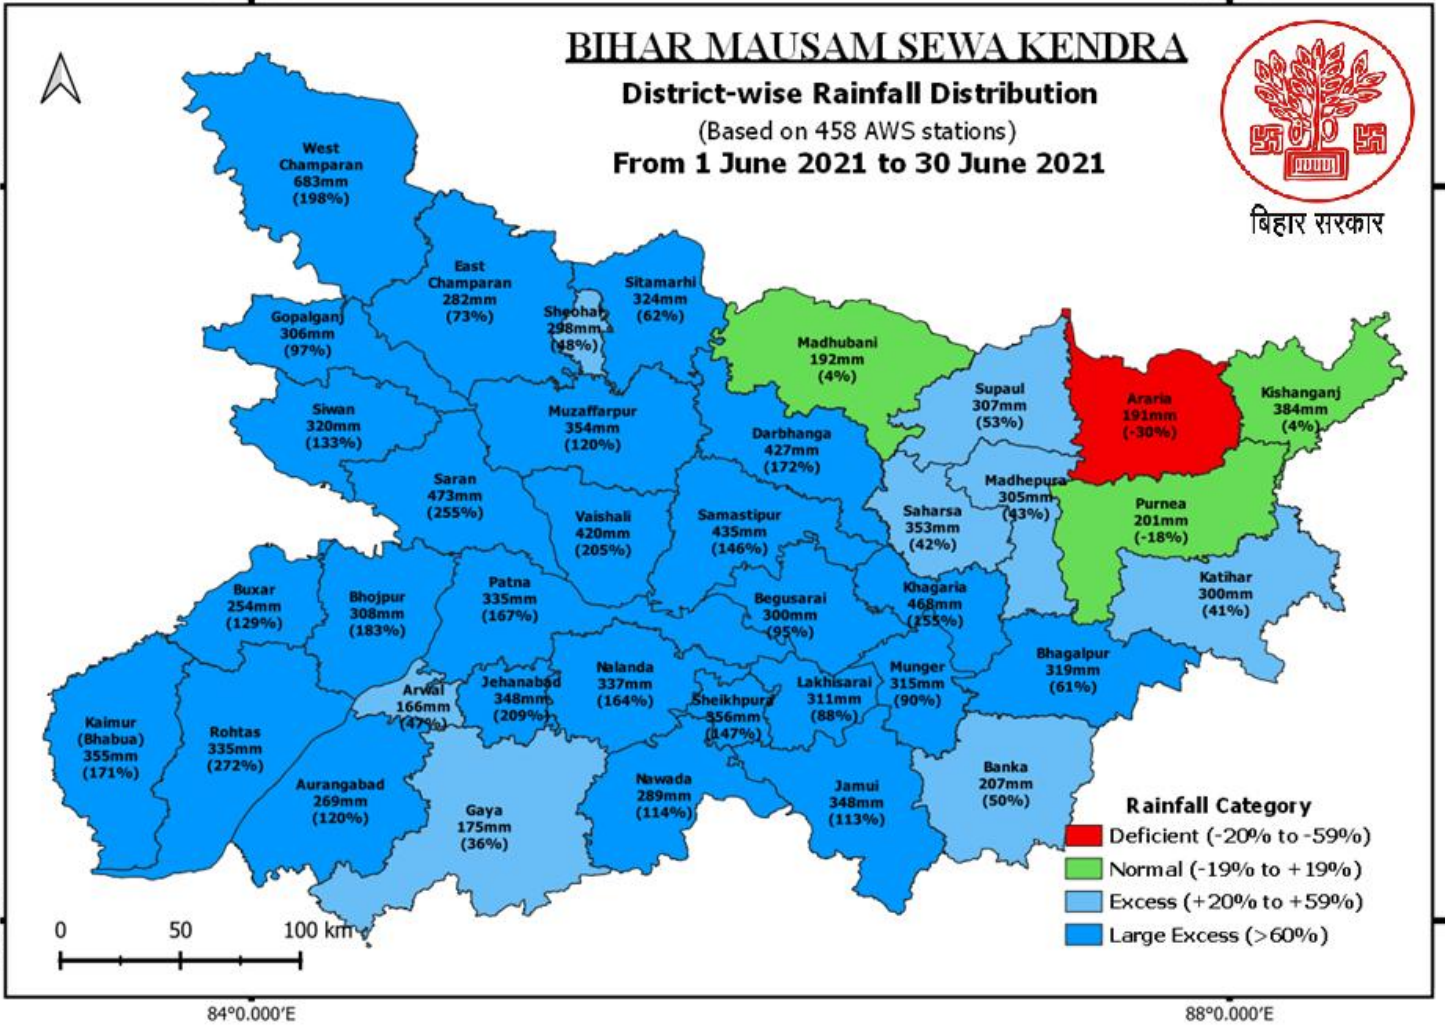 BIHAR MAUSAM SEWA KENDRA
District-wise Rainfall Distribution
(Based on 458 AWS stations)
From 1 June 2021 to 30 June 2021
बिहार सरकार
West
Champaran
683mm
(198%)
East
Champaran
282mm
(73%)
Sheohar
298mm
(48%)
Sitamarhi
324mm
(62%)
Gopalganj
306mm
(97%)
Madhubani
192mm
(4%)
Supaul
307mm
(53%)
Araria
191mm
(-30%)
Kishanganj
384mm
(4%)
Siwan
320mm
(133%)
Muzaffarpur
354mm
(120%)
Darbhanga
427mm
(172%)
Saran
473mm
(255%)
Vaishali
420mm
(205%)
Samastipur
435mm
(146%)
Saharsa
353mm
(42%)
Madhepura
305mm
(43%)
Purnea
201mm
(-18%)
Katihar
300mm
(41%)
Buxar
254mm
(129%)
Bhojpur
308mm
(183%)
Patna
335mm
(167%)
Begusarai
300mm
(95%)
Khagaria
468mm
(155%)
Bhagalpur
319mm
(61%)
Arwal
166mm
(47%)
Jehanabad
348mm
(209%)
Nalanda
337mm
(164%)
Sheikhpura
356mm
(147%)
Lakhisarai
311mm
(88%)
Munger
315mm
(90%)
Kaimur
(Bhabua)
355mm
(171%)
Rohtas
335mm
(272%)
Aurangabad
269mm
(120%)
Gaya
175mm
(36%)
Nawada
289mm
(114%)
Jamui
348mm
(113%)
Banka
207mm
(50%)
Rainfall Category
Deficient (-20% to -59%)
Normal (-19% to +19%)
Excess (+20% to +59%)
Large Excess (>60%)
0 50 100 km
84°0.000'E 88°0.000'E